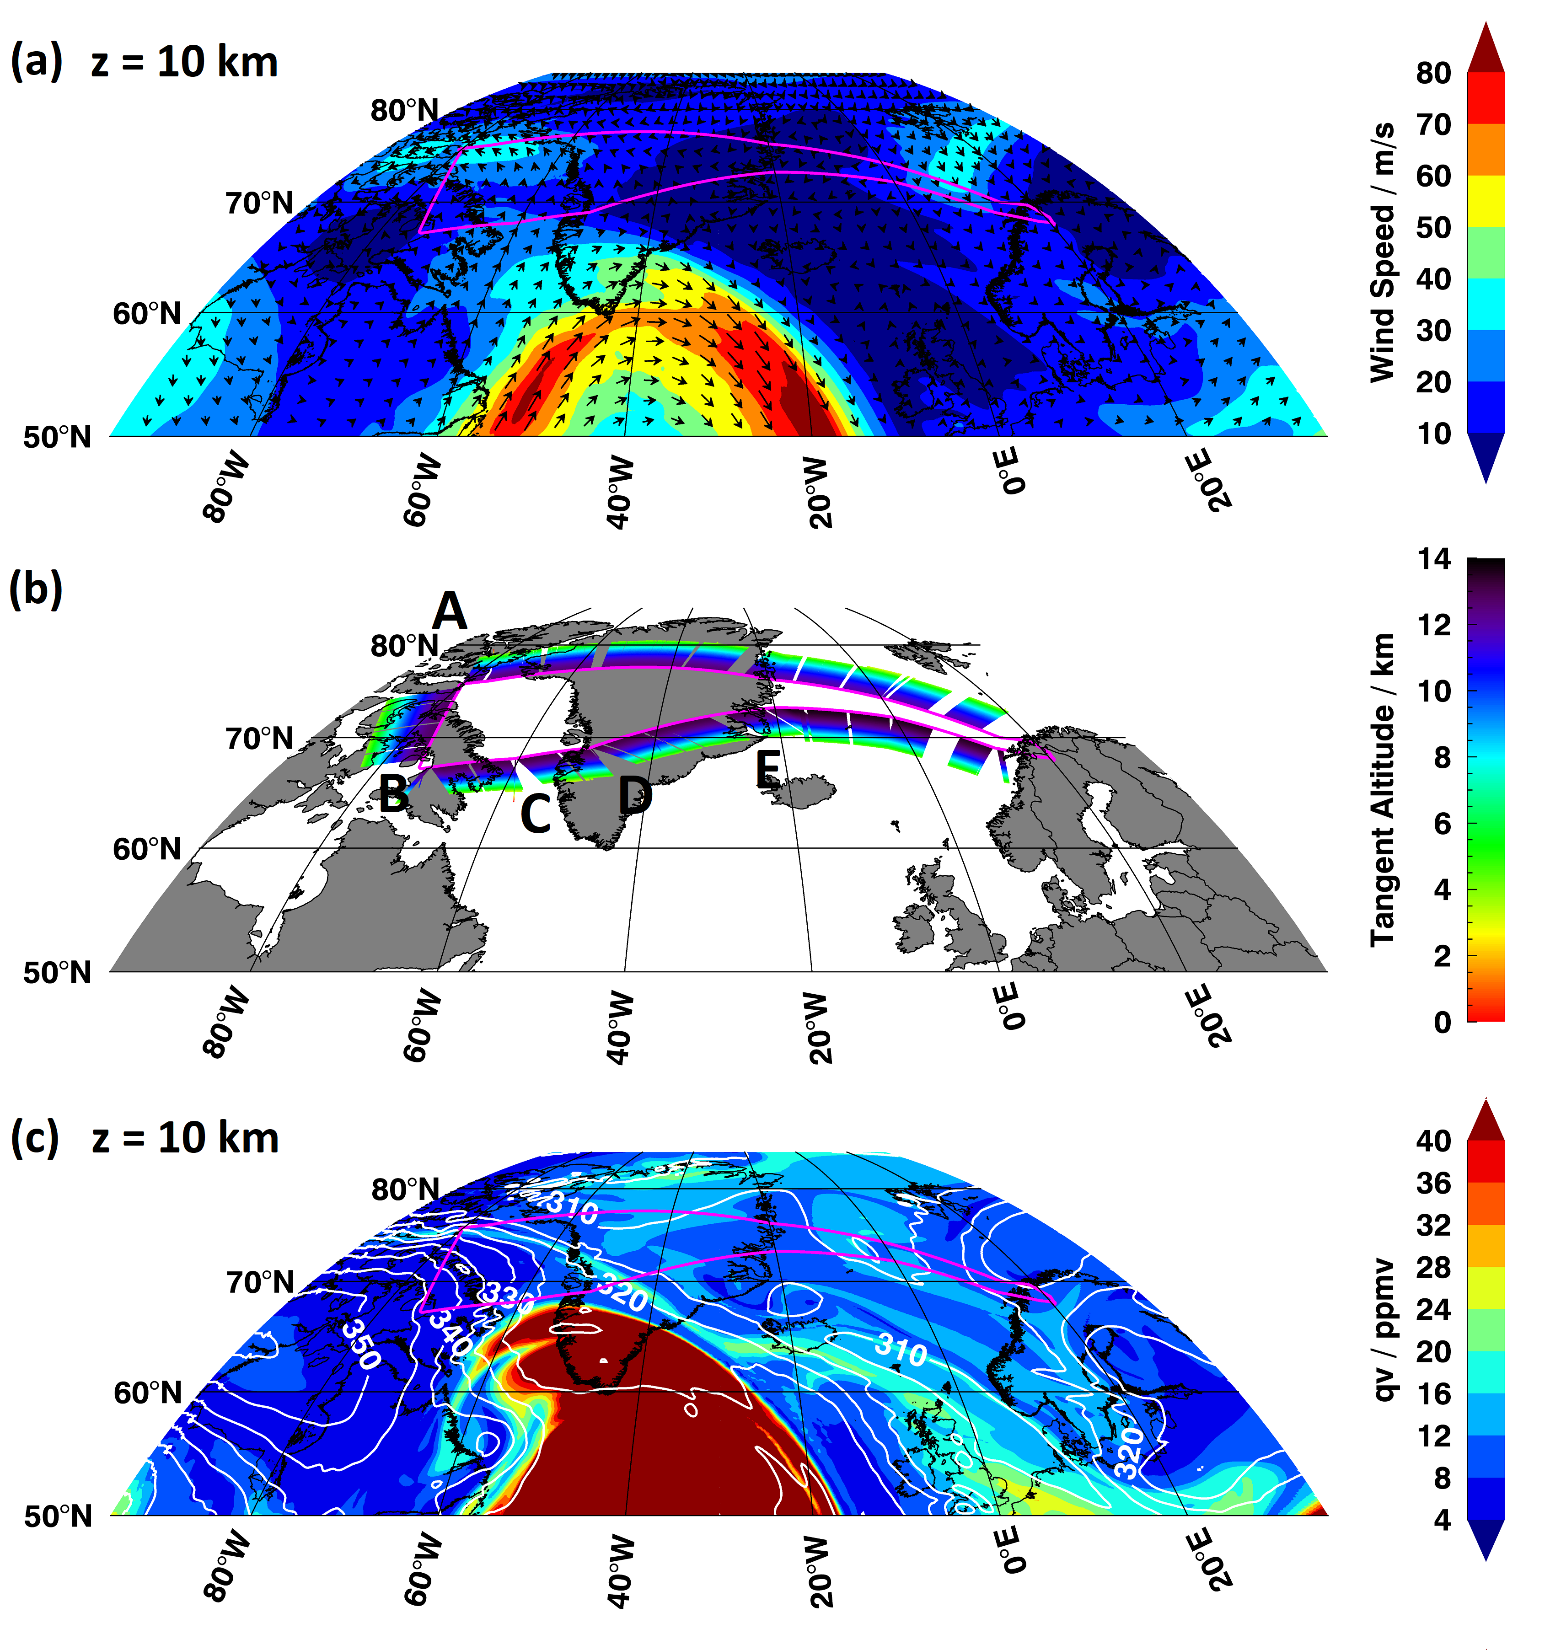 (a) z = 10 km
80°N
70°N
60°N
50°N
80°W
60°W
40°W
20°W
0°E
20°E
80
70
60
50
40
30
20
10
Wind Speed / m/s
(b)
A
80°N
70°N
60°N
50°N
B
C
D
E
80°W
60°W
40°W
20°W
0°E
20°E
14
12
10
8
6
4
2
0
Tangent Altitude / km
(c) z = 10 km
80°N
70°N
60°N
50°N
310
320
330
340
350
310
320
80°W
60°W
40°W
20°W
0°E
20°E
40
36
32
28
24
20
16
12
8
4
qv / ppmv